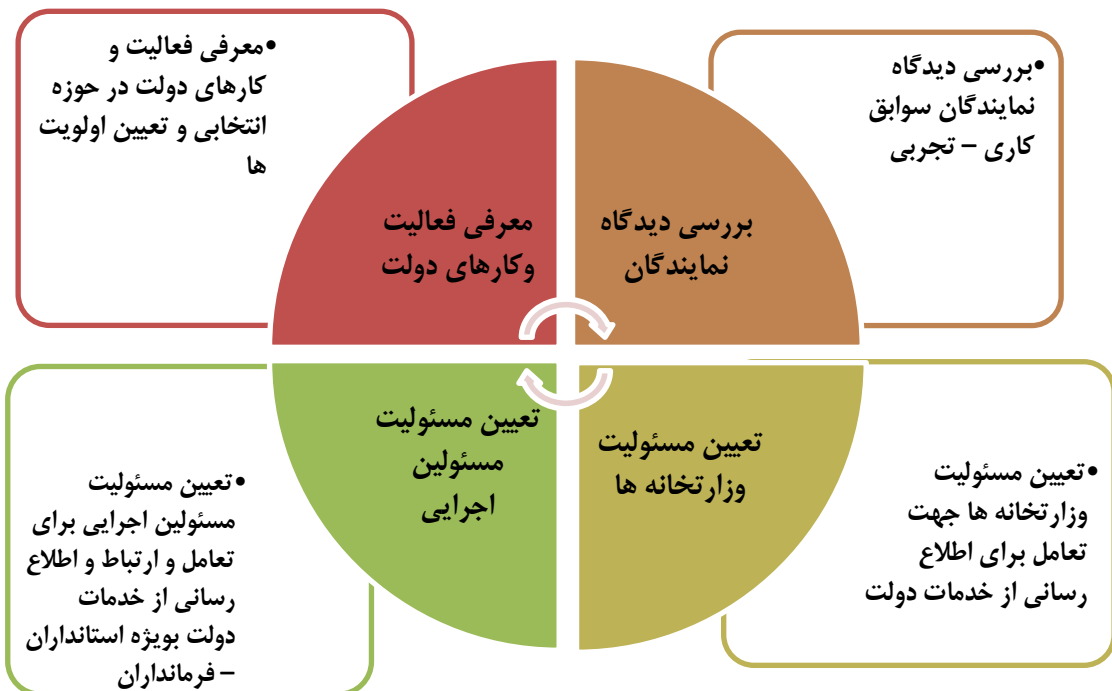 •بررسی دیدگاه
نمایندگان سوابق
کاری – تجربی
•معرفی فعالیت و
کارهای دولت در حوزه
انتخابی و تعیین اولویت
ها
بررسی دیدگاه
نمایندگان
معرفی فعالیت
وکارهای دولت
تعیین مسئولیت
وزارتخانه ها
تعیین مسئولیت
مسئولین
اجرایی
•تعیین مسئولیت
وزارتخانه ها جهت
تعامل برای اطلاع
رسانی از خدمات دولت
•تعیین مسئولیت
مسئولین اجرایی برای
تعامل و ارتباط و اطلاع
رسانی از خدمات
دولت بویژه استانداران
– فرمانداران